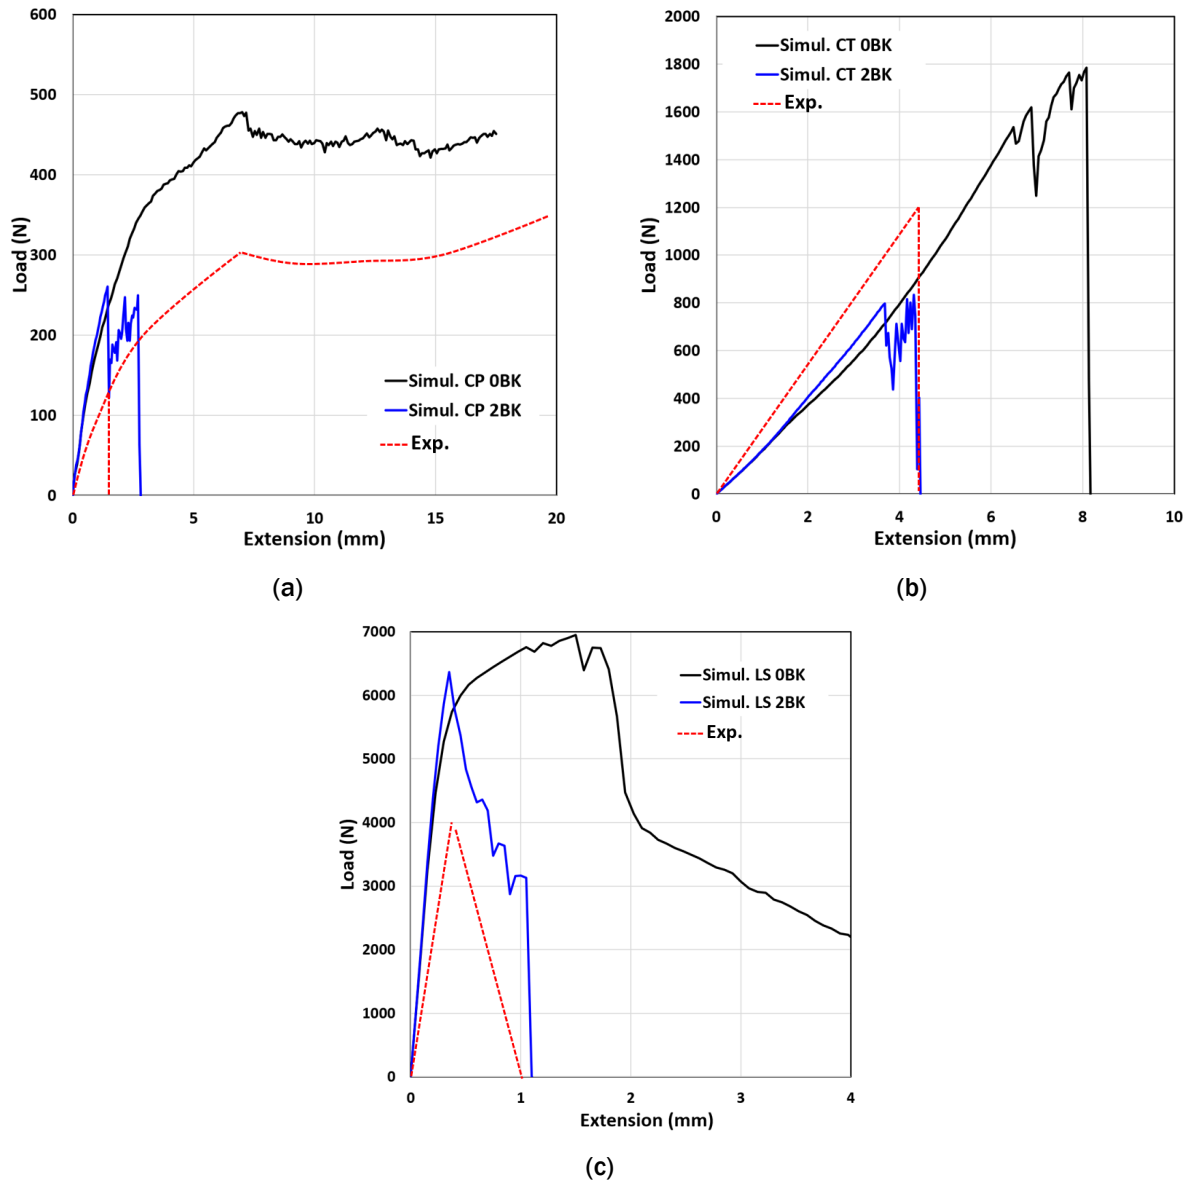 600
500
400
300
200
100
0
0 5 10 15 20
Load (N)
Extension (mm)
Simul. CP 0BK
Simul. CP 2BK
Exp.
(a)
2000
1800
1600
1400
1200
1000
800
600
400
200
0
0 2 4 6 8 10
Load (N)
Extension (mm)
Simul. CT 0BK
Simul. CT 2BK
Exp.
(b)
7000
6000
5000
4000
3000
2000
1000
0
0 1 2 3 4
Load (N)
Extension (mm)
Simul. LS 0BK
Simul. LS 2BK
Exp.
(c)